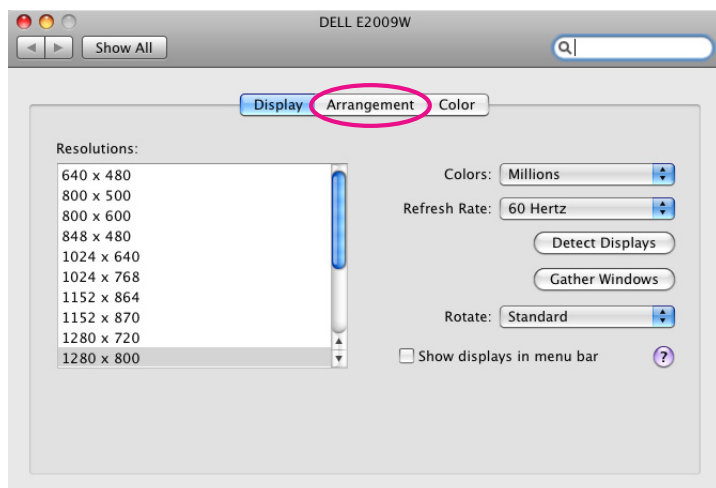 DELL E2009W
Show All
Display Arrangement Color
Resolutions:
640 x 480
800 x 500
800 x 600
848 x 480
1024 x 640
1024 x 768
1152 x 864
1152 x 870
1280 x 720
1280 x 800
Colors: Millions
Refresh Rate: 60 Hertz
Detect Displays
Gather Windows
Rotate: Standard
Show displays in menu bar ?